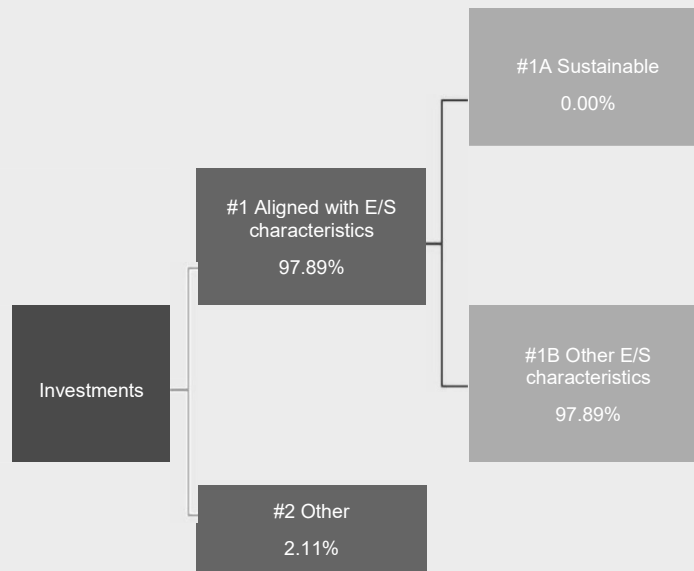 #1A Sustainable
0.00%
#1 Aligned with E/S
characteristics
97.89%
Investments
#1B Other E/S
characteristics
97.89%
#2 Other
2.11%